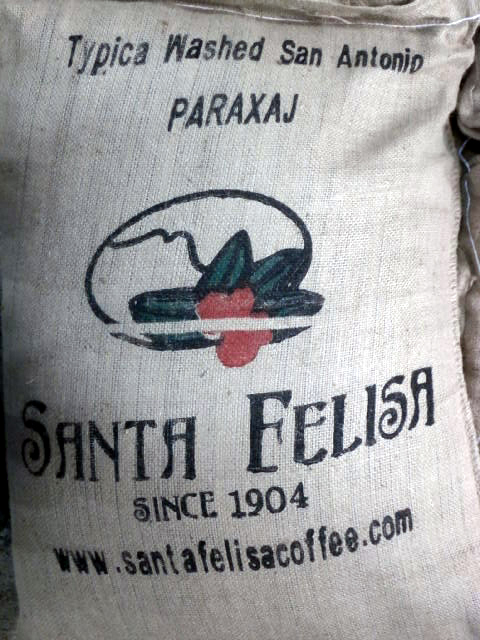 Typica Washed San Antonio
PARAXAJ
SANTA FELISA
SINCE 1904
www.santafelisacoffee.com